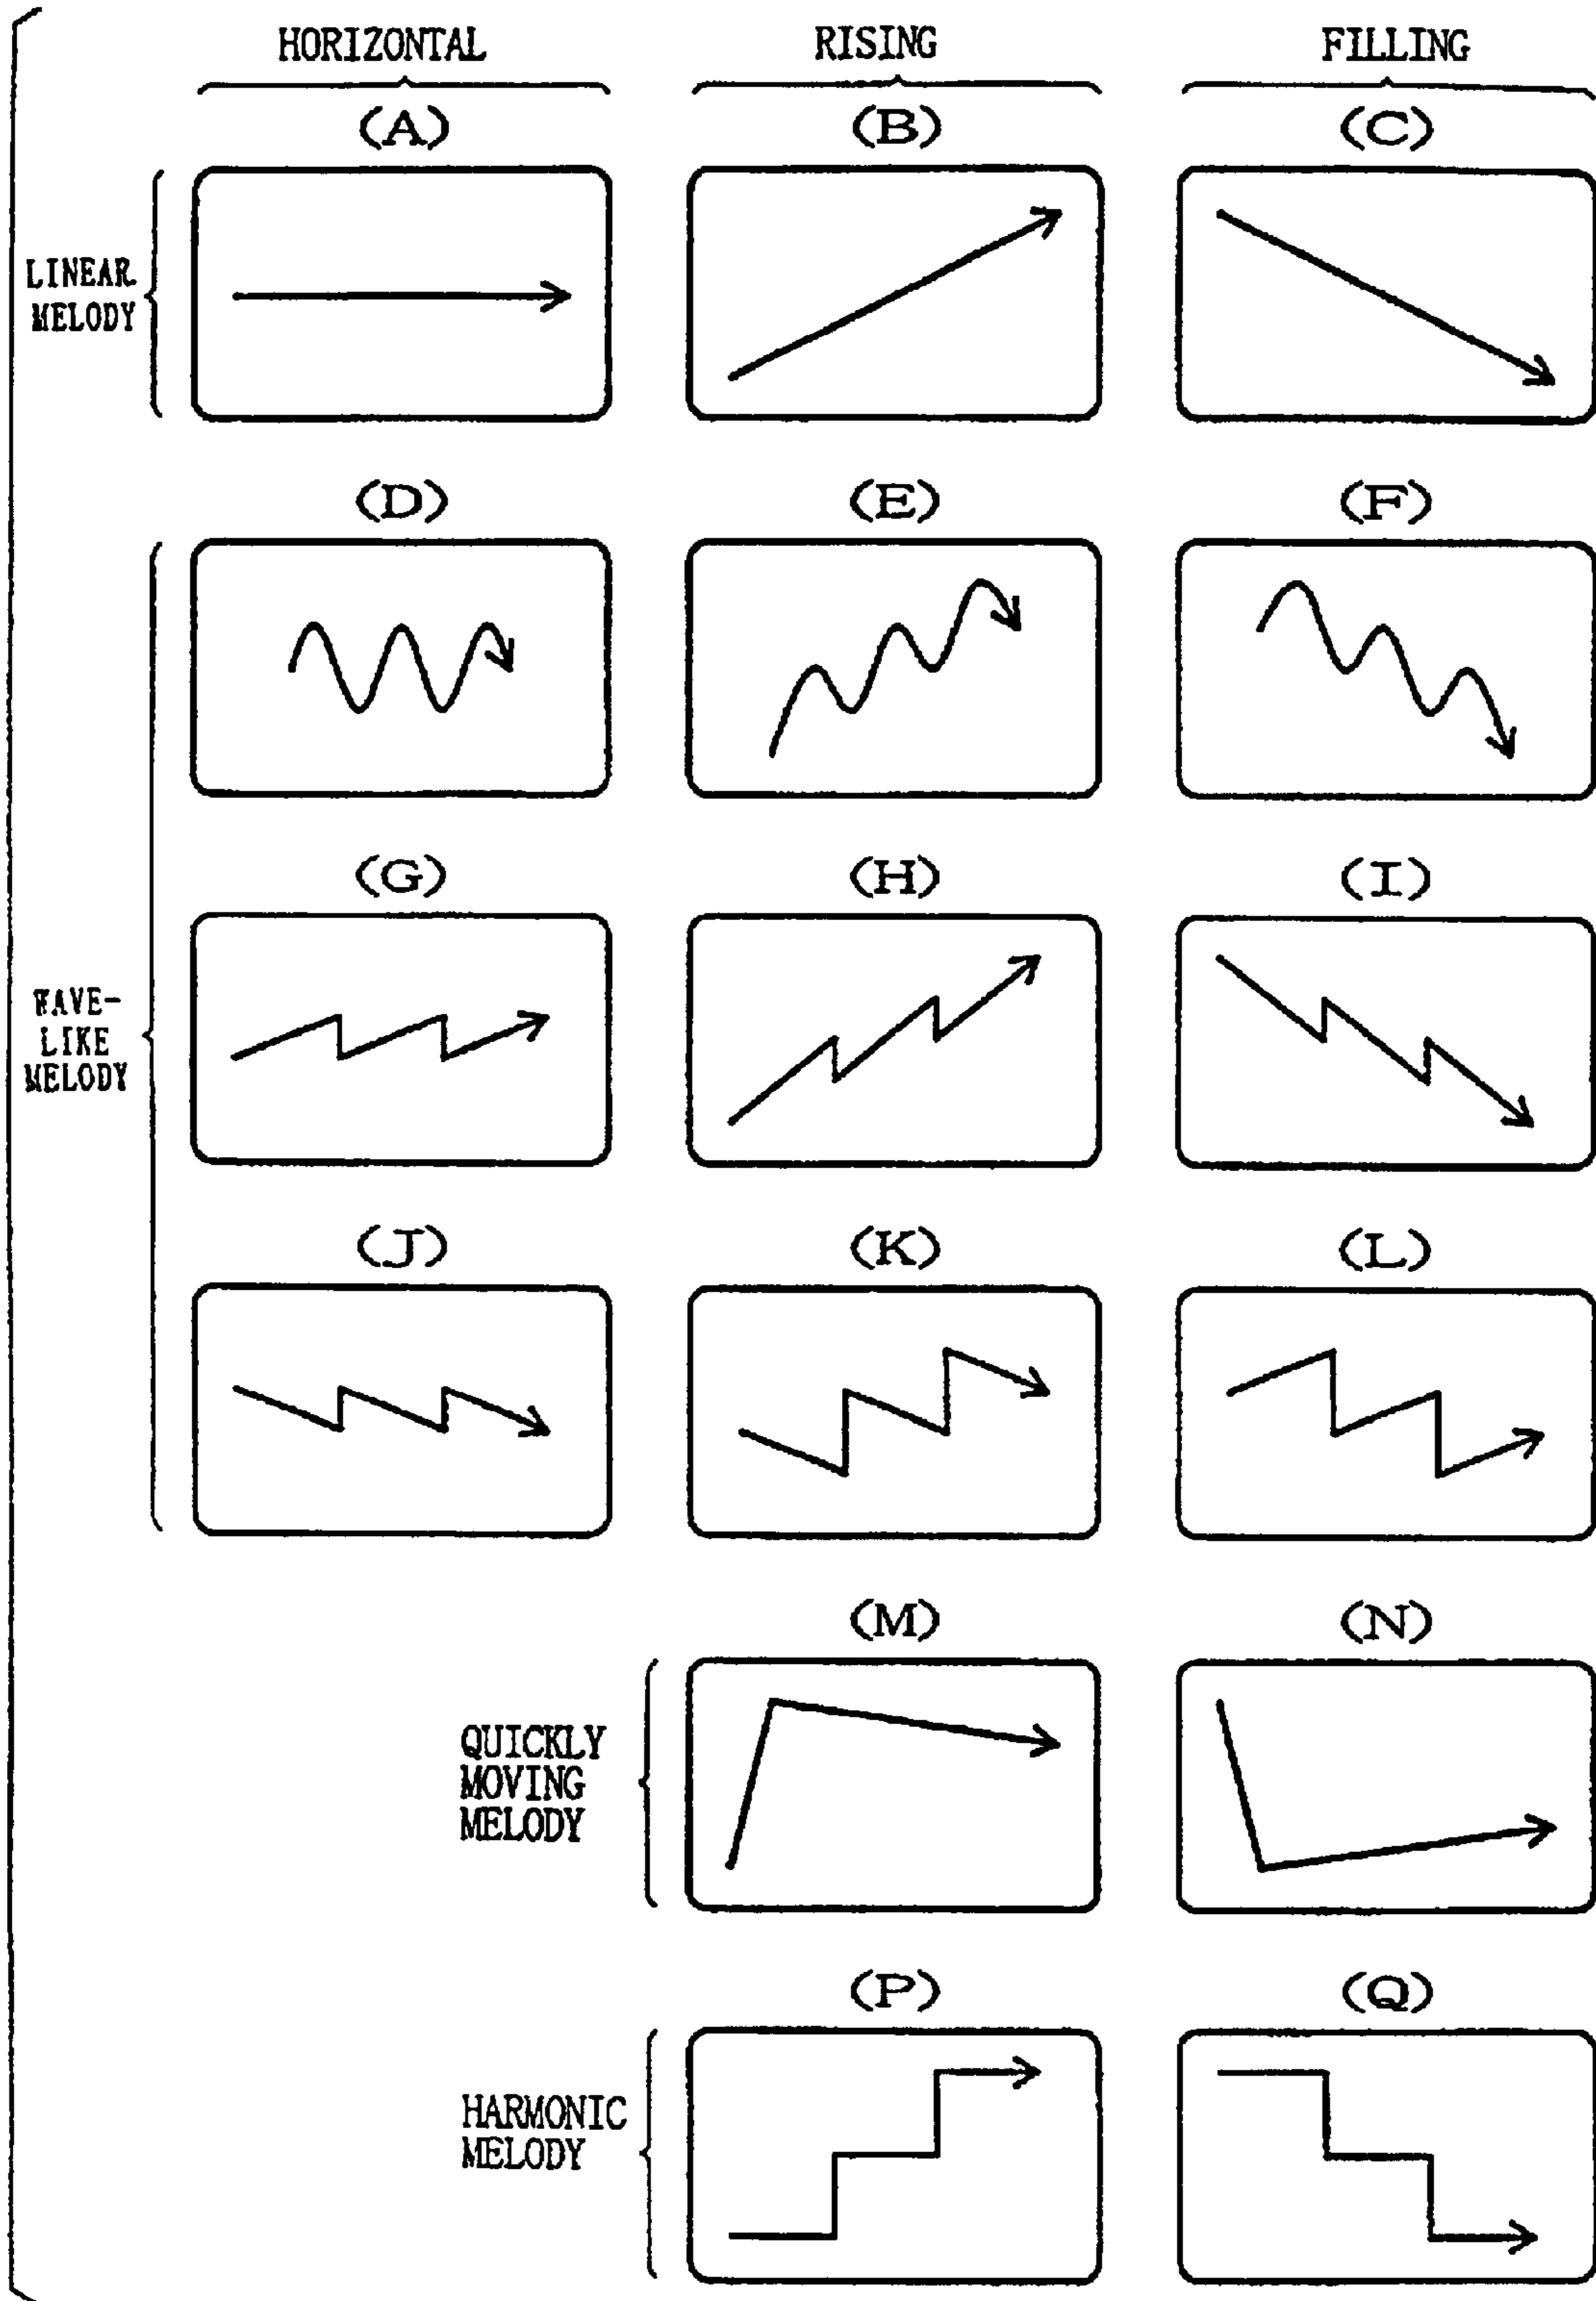 HORIZONTAL RISING FILLING
(A) (B) (C)
LINEAR
MELODY
(D) (E) (F)
(G) (H) (I)
WAVE-
LIKE
MELODY
(J) (K) (L)
(M) (N)
QUICKLY
MOVING
MELODY
(P) (Q)
HARMONIC
MELODY